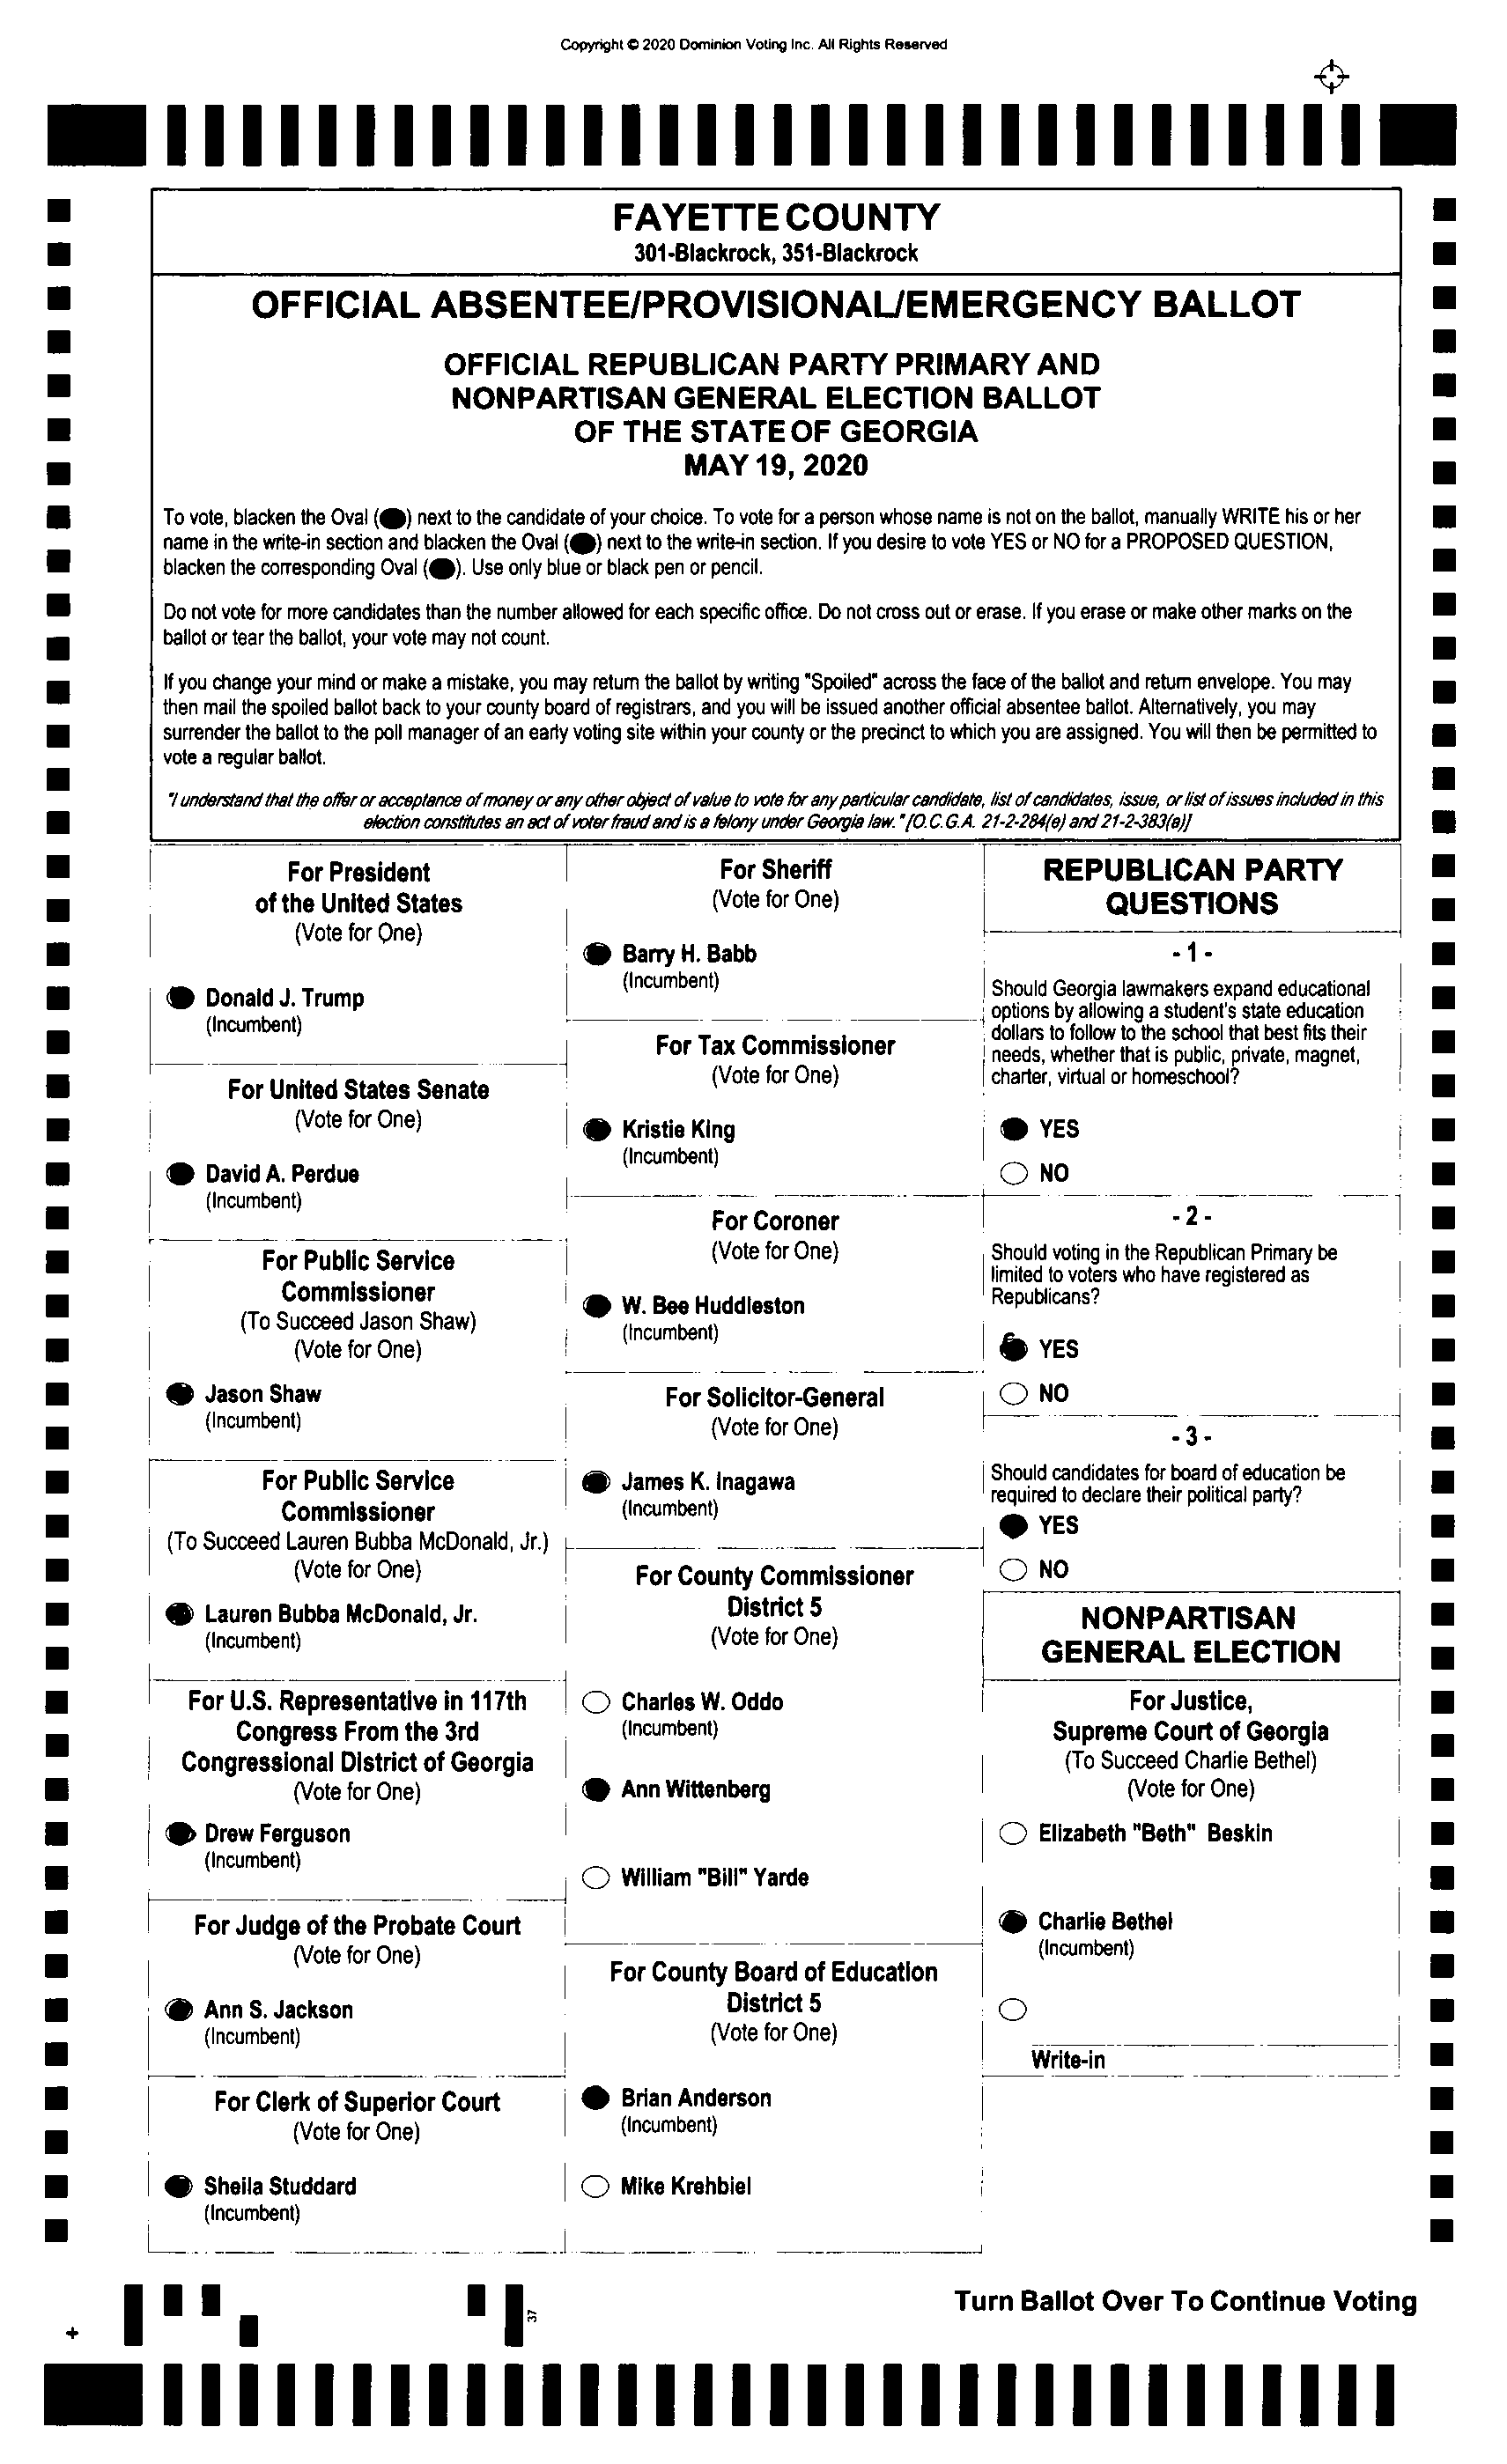 Copyright © 2020 Dominion Voting Inc. All Rights Reserved
FAYETTE COUNTY
301-Blackrock, 351-Blackrock
OFFICIAL ABSENTEE/PROVISIONAL/EMERGENCY BALLOT
OFFICIAL REPUBLICAN PARTY PRIMARY AND
NONPARTISAN GENERAL ELECTION BALLOT
OF THE STATE OF GEORGIA
MAY 19, 2020
To vote, blacken the Oval ( ) next to the candidate of your choice. To vote for a person whose name is not on the ballot, manually WRITE his or her
name in the write-in section and blacken the Oval ( ) next to the write-in section. If you desire to vote YES or NO for a PROPOSED QUESTION,
blacken the corresponding Oval ( ). Use only blue or black pen or pencil.
Do not vote for more candidates than the number allowed for each specific office. Do not cross out or erase. If you erase or make other marks on the
ballot or tear the ballot, your vote may not count.
If you change your mind or make a mistake, you may return the ballot by writing "Spoiled" across the face of the ballot and return envelope. You may
then mail the spoiled ballot back to your county board of registrars, and you will be issued another official absentee ballot. Alternatively, you may
surrender the ballot to the poll manager of an early voting site within your county or the precinct to which you are assigned. You will then be permitted to
vote a regular ballot.
"I understand that the offer or acceptance of money or any other object of value to vote for any particular candidate, list of candidates, issue, or list of issues included in this
election constitutes an act of voter fraud and is a felony under Georgia law." [O.C.G.A. 21-2-284(e) and 21-2-383(a)]
For President
of the United States
(Vote for One)
Donald J. Trump
(Incumbent)
For United States Senate
(Vote for One)
David A. Perdue
(Incumbent)
For Public Service
Commissioner
(To Succeed Jason Shaw)
(Vote for One)
Jason Shaw
(Incumbent)
For Public Service
Commissioner
(To Succeed Lauren Bubba McDonald, Jr.)
(Vote for One)
Lauren Bubba McDonald, Jr.
(Incumbent)
For U.S. Representative in 117th
Congress From the 3rd
Congressional District of Georgia
(Vote for One)
Drew Ferguson
(Incumbent)
For Judge of the Probate Court
(Vote for One)
Ann S. Jackson
(Incumbent)
For Clerk of Superior Court
(Vote for One)
Sheila Studdard
(Incumbent)
For Sheriff
(Vote for One)
Barry H. Babb
(Incumbent)
For Tax Commissioner
(Vote for One)
Kristie King
(Incumbent)
For Coroner
(Vote for One)
W. Bee Huddleston
(Incumbent)
For Solicitor-General
(Vote for One)
James K. Inagawa
(Incumbent)
For County Commissioner
District 5
(Vote for One)
Charles W. Oddo
(Incumbent)
Ann Wittenberg
William "Bill" Yarde
For County Board of Education
District 5
(Vote for One)
Brian Anderson
(Incumbent)
Mike Krehbiel
REPUBLICAN PARTY
QUESTIONS
- 1 -
Should Georgia lawmakers expand educational
options by allowing a student's state education
dollars to follow to the school that best fits their
needs, whether that is public, private, magnet,
charter, virtual or homeschool?
YES
NO
- 2 -
Should voting in the Republican Primary be
limited to voters who have registered as
Republicans?
YES
NO
- 3 -
Should candidates for board of education be
required to declare their political party?
YES
NO
NONPARTISAN
GENERAL ELECTION
For Justice,
Supreme Court of Georgia
(To Succeed Charlie Bethel)
(Vote for One)
Elizabeth "Beth" Beskin
Charlie Bethel
(Incumbent)
Write-in
37
Turn Ballot Over To Continue Voting